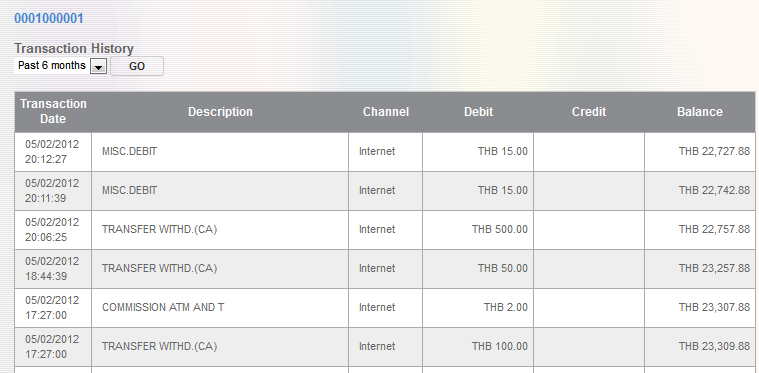 0001000001
Transaction History
Past 6 months GO
Transaction Date Description Channel Debit Credit Balance
05/02/2012 20:12:27 MISC.DEBIT Internet THB 15.00 THB 22,727.88
05/02/2012 20:11:39 MISC.DEBIT Internet THB 15.00 THB 22,742.88
05/02/2012 20:06:25 TRANSFER WITHD.(CA) Internet THB 500.00 THB 22,757.88
05/02/2012 18:44:39 TRANSFER WITHD.(CA) Internet THB 50.00 THB 23,257.88
05/02/2012 17:27:00 COMMISSION ATM AND T Internet THB 2.00 THB 23,307.88
05/02/2012 17:27:00 TRANSFER WITHD.(CA) Internet THB 100.00 THB 23,309.88